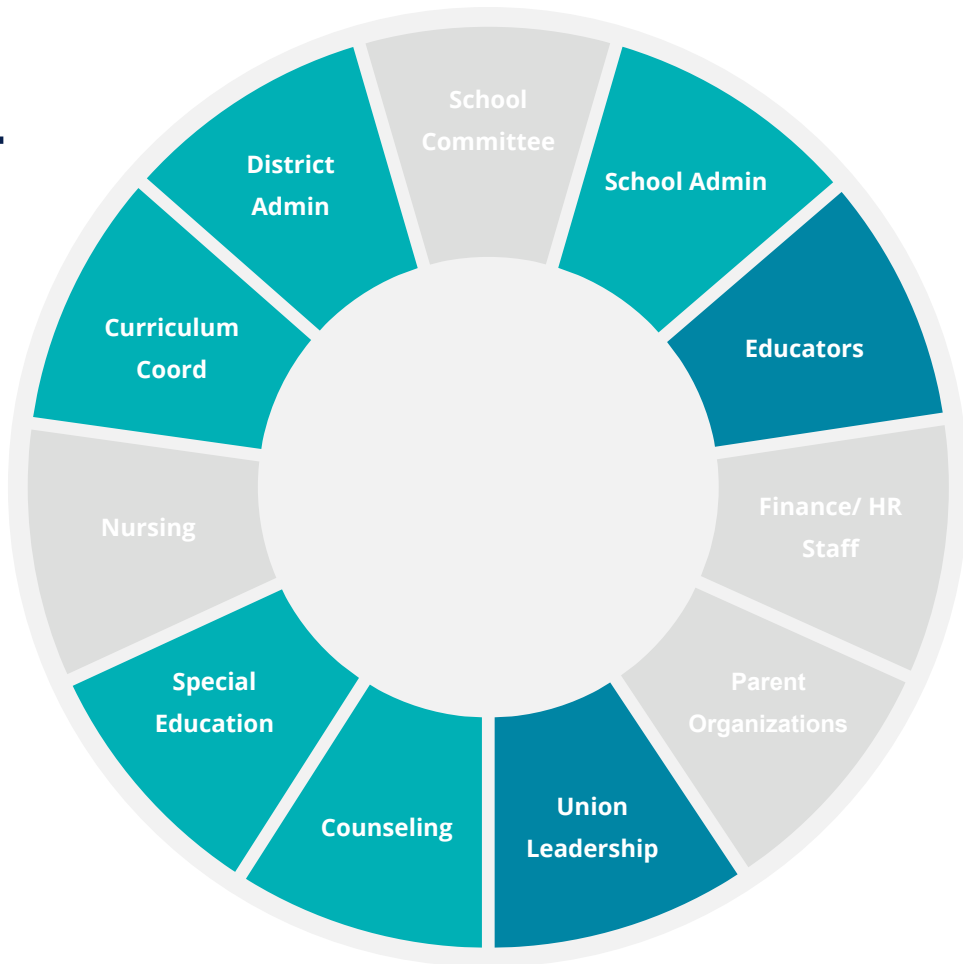 School
Committee
School Admin
Educators
Finance/ HR
Staff
Parent
Organizations
Union
Leadership
Counseling
Special
Education
Nursing
Curriculum
Coord
District
Admin